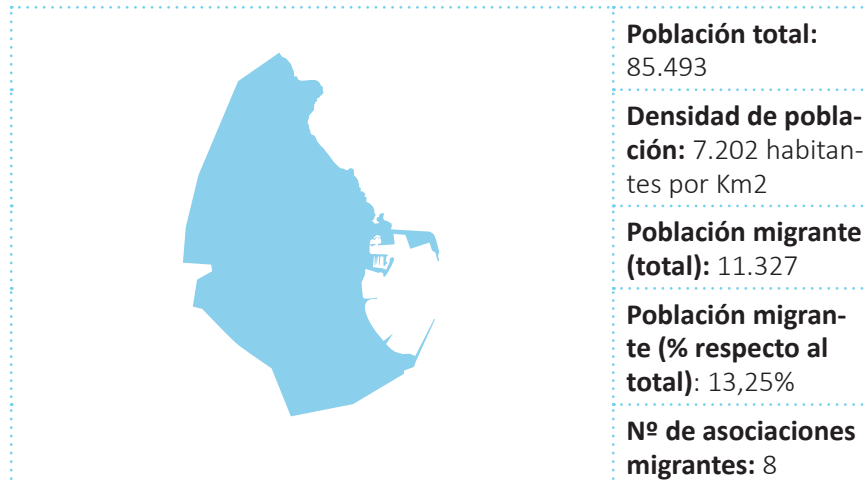 Población total:
85.493
Densidad de pobla-
ción: 7.202 habitan-
tes por Km2
Población migrante
(total): 11.327
Población migran-
te (% respecto al
total): 13,25%
Nº de asociaciones
migrantes: 8